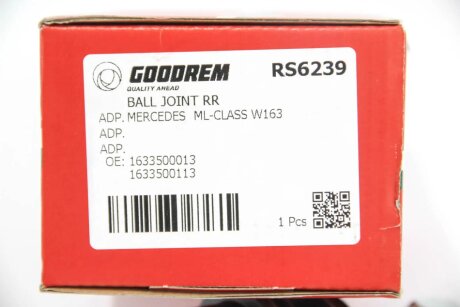 GOODREM RS6239
QUALITY AHEAD
BALL JOINT RR
ADP. MERCEDES ML-CLASS W163
ADP.
ADP.
OE: 1633500013
1633500113
1 Pcs